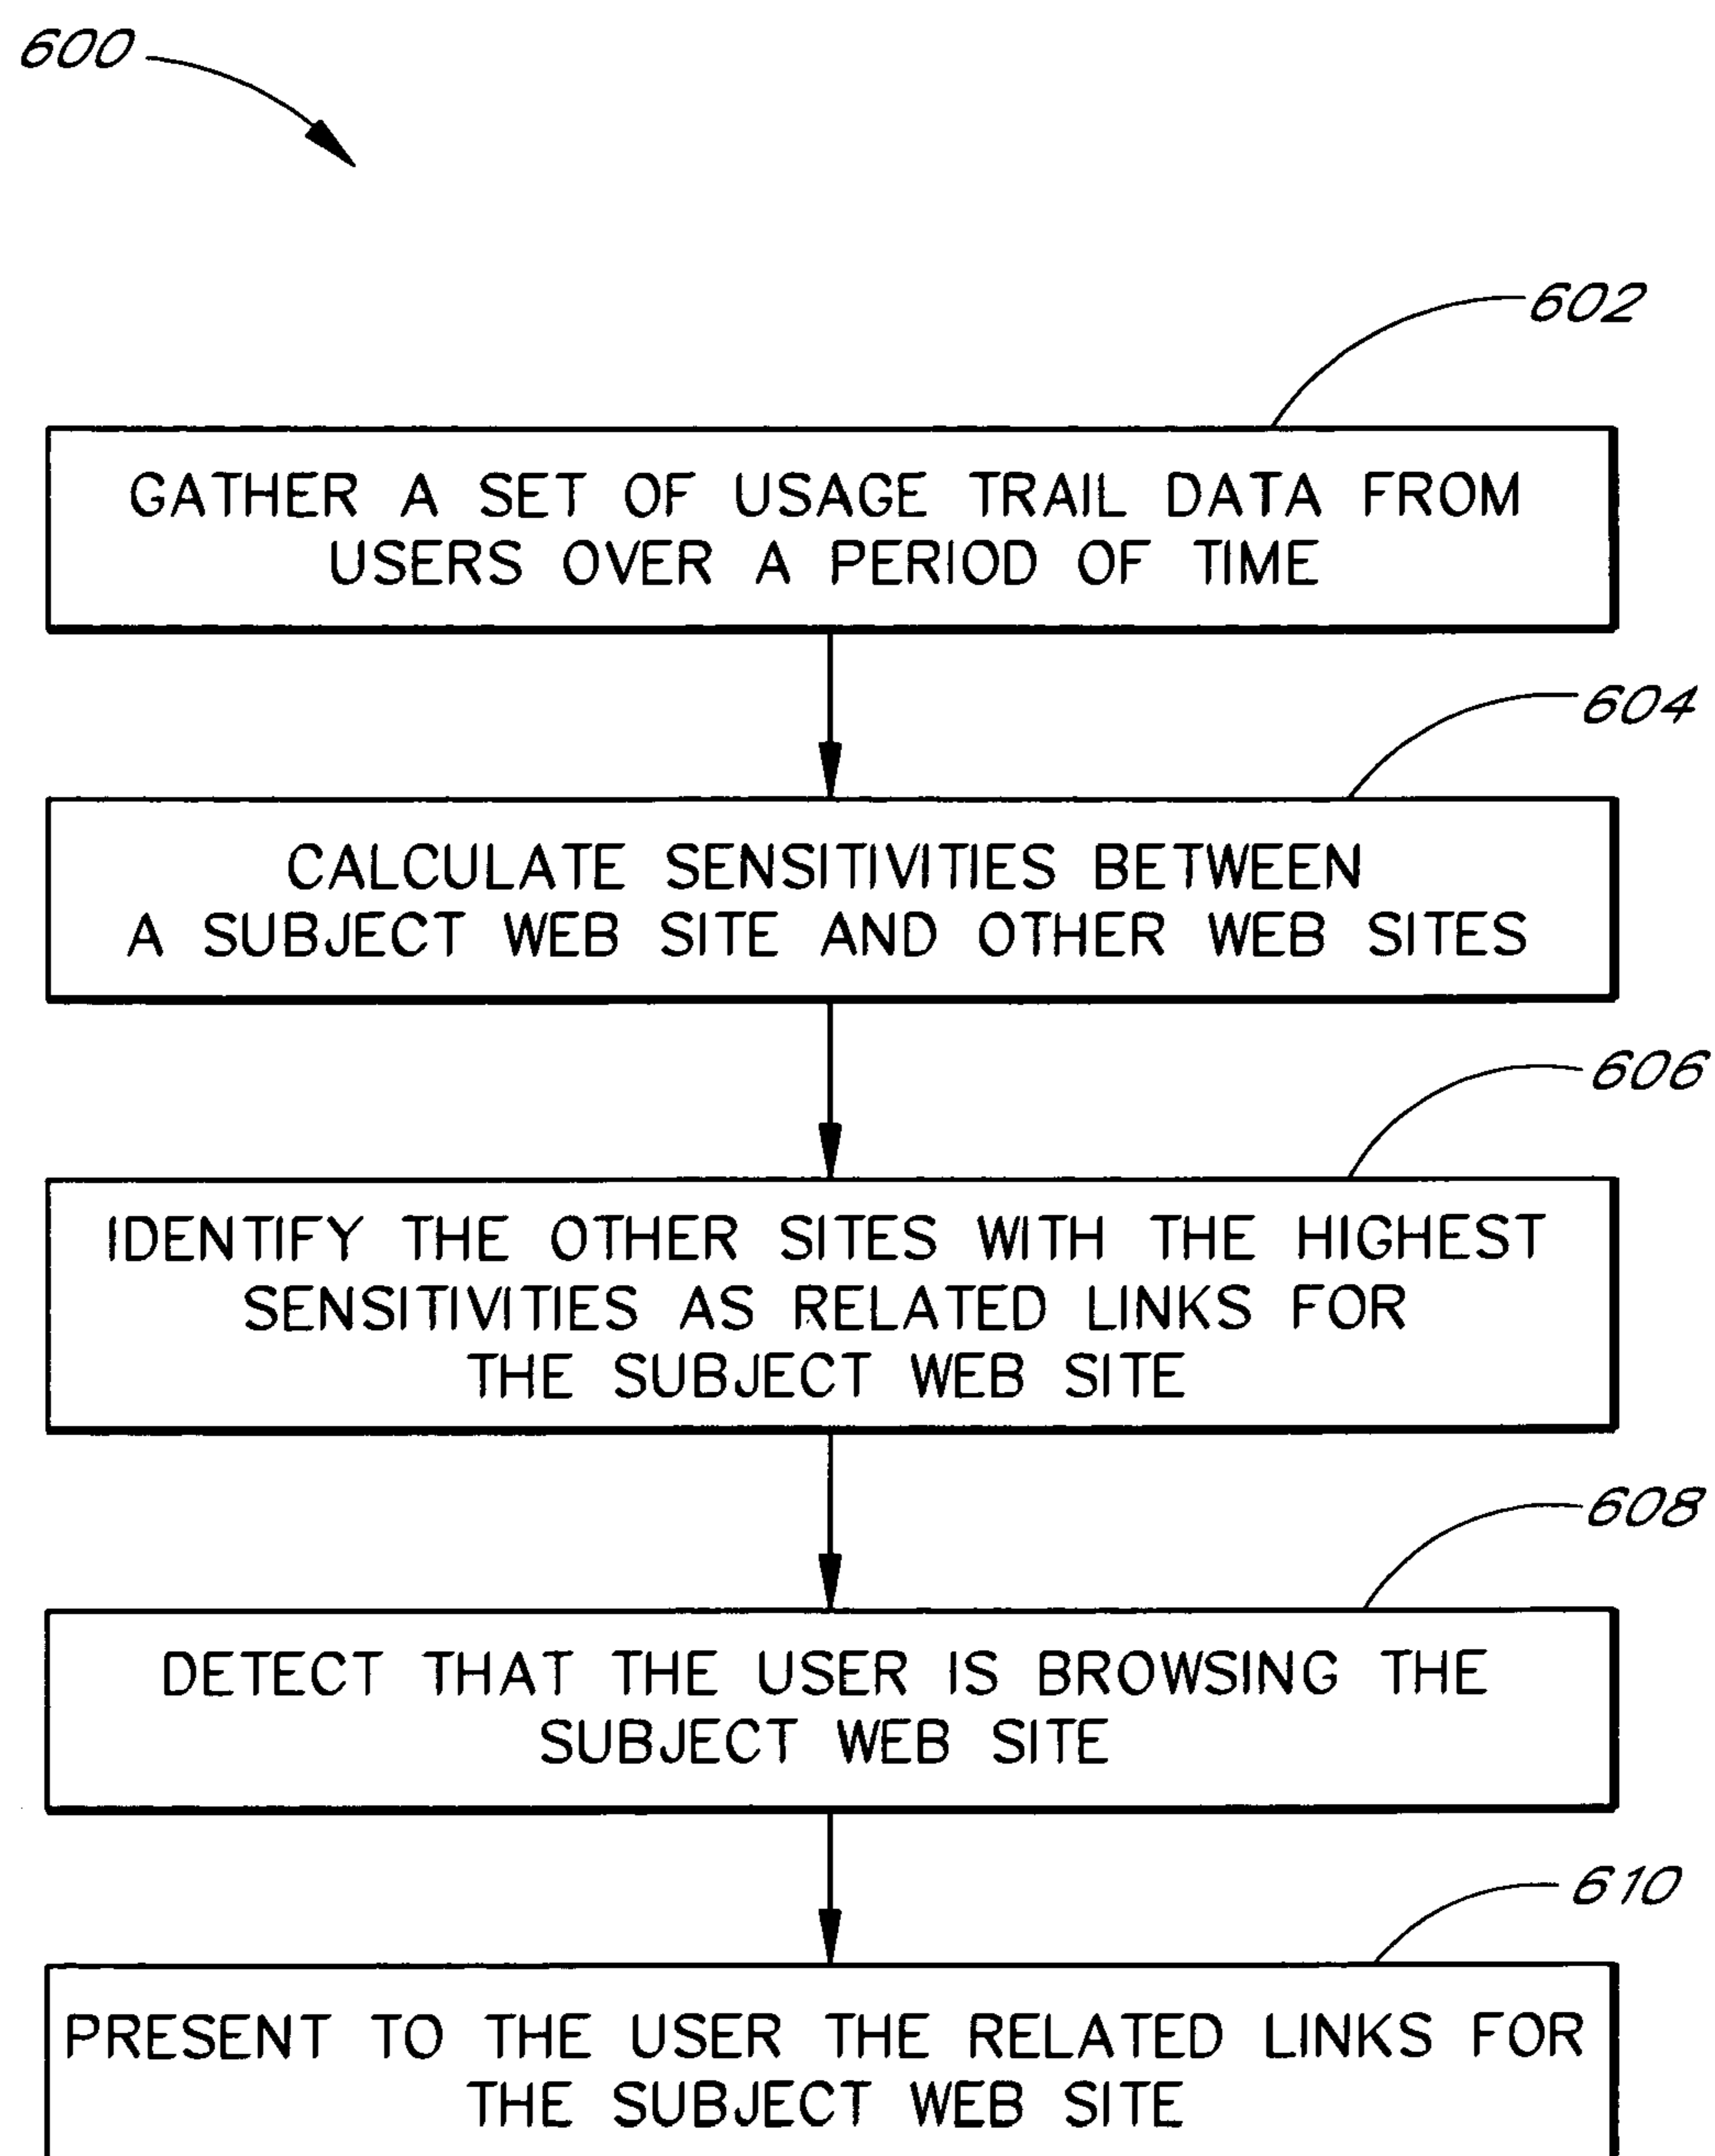 600
602
GATHER A SET OF USAGE TRAIL DATA FROM
USERS OVER A PERIOD OF TIME
604
CALCULATE SENSITIVITIES BETWEEN
A SUBJECT WEB SITE AND OTHER WEB SITES
606
IDENTIFY THE OTHER SITES WITH THE HIGHEST
SENSITIVITIES AS RELATED LINKS FOR
THE SUBJECT WEB SITE
608
DETECT THAT THE USER IS BROWSING THE
SUBJECT WEB SITE
610
PRESENT TO THE USER THE RELATED LINKS FOR
THE SUBJECT WEB SITE